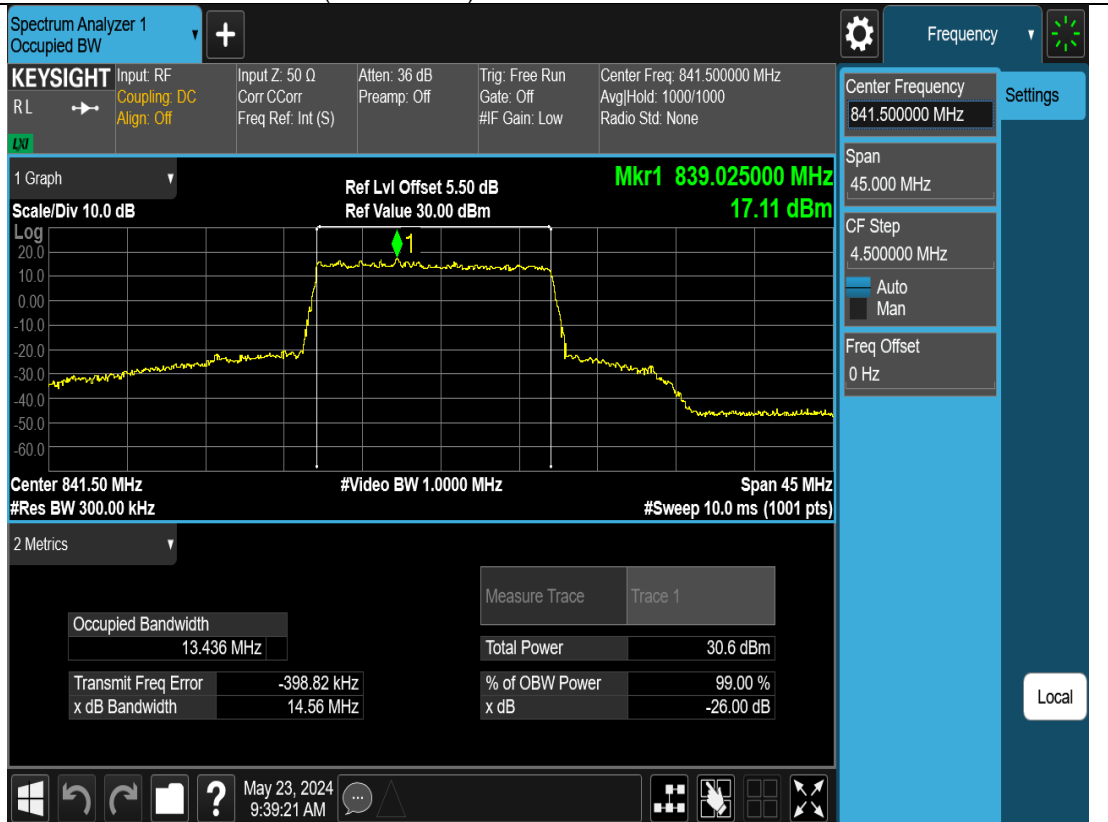 Spectrum Analyzer 1
Occupied BW
+
Frequency
KEYSIGHT
R L
LXI
Input: RF
Coupling: DC
Align: Off
Input Z: 50 Ω
Corr CCorr
Freq Ref: Int (S)
Atten: 36 dB
Preamp: Off
Trig: Free Run
Gate: Off
#IF Gain: Low
Center Freq: 841.500000 MHz
Avg|Hold: 1000/1000
Radio Std: None
Center Frequency
841.500000 MHz
Settings
Span
45.000 MHz
CF Step
4.500000 MHz
Auto
Man
Freq Offset
0 Hz
Local
1 Graph
Scale/Div 10.0 dB
Ref Lvl Offset 5.50 dB
Ref Value 30.00 dBm
Mkr1 839.025000 MHz
17.11 dBm
Log
1
20.0
10.0
0.00
-10.0
-20.0
-30.0
-40.0
-50.0
-60.0
Center 841.50 MHz
#Video BW 1.0000 MHz
Span 45 MHz
#Res BW 300.00 kHz
#Sweep 10.0 ms (1001 pts)
2 Metrics
Measure Trace
Trace 1
Occupied Bandwidth
13.436 MHz
Total Power
30.6 dBm
Transmit Freq Error
-398.82 kHz
% of OBW Power
99.00 %
x dB Bandwidth
14.56 MHz
x dB
-26.00 dB
?
May 23, 2024
9:39:21 AM